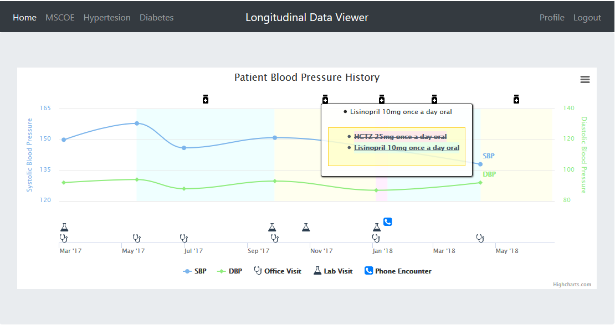 Home MSCOE Hypertesion Diabetes Longitudinal Data Viewer Profile Logout
Patient Blood Pressure History
165 140
Lisinopril 10mg once a day oral
150 120
HCTZ 25mg once a day oral
Lisinopril 10mg once a day oral
SBP
135 100
DBP
120 80
Systolic Blood Pressure
Diastolic Blood Pressure
Mar '17 May '17 Jul '17 Sep '17 Nov '17 Jan '18 Mar '18 May '18
SBP DBP Office Visit Lab Visit Phone Encounter
Highcharts.com